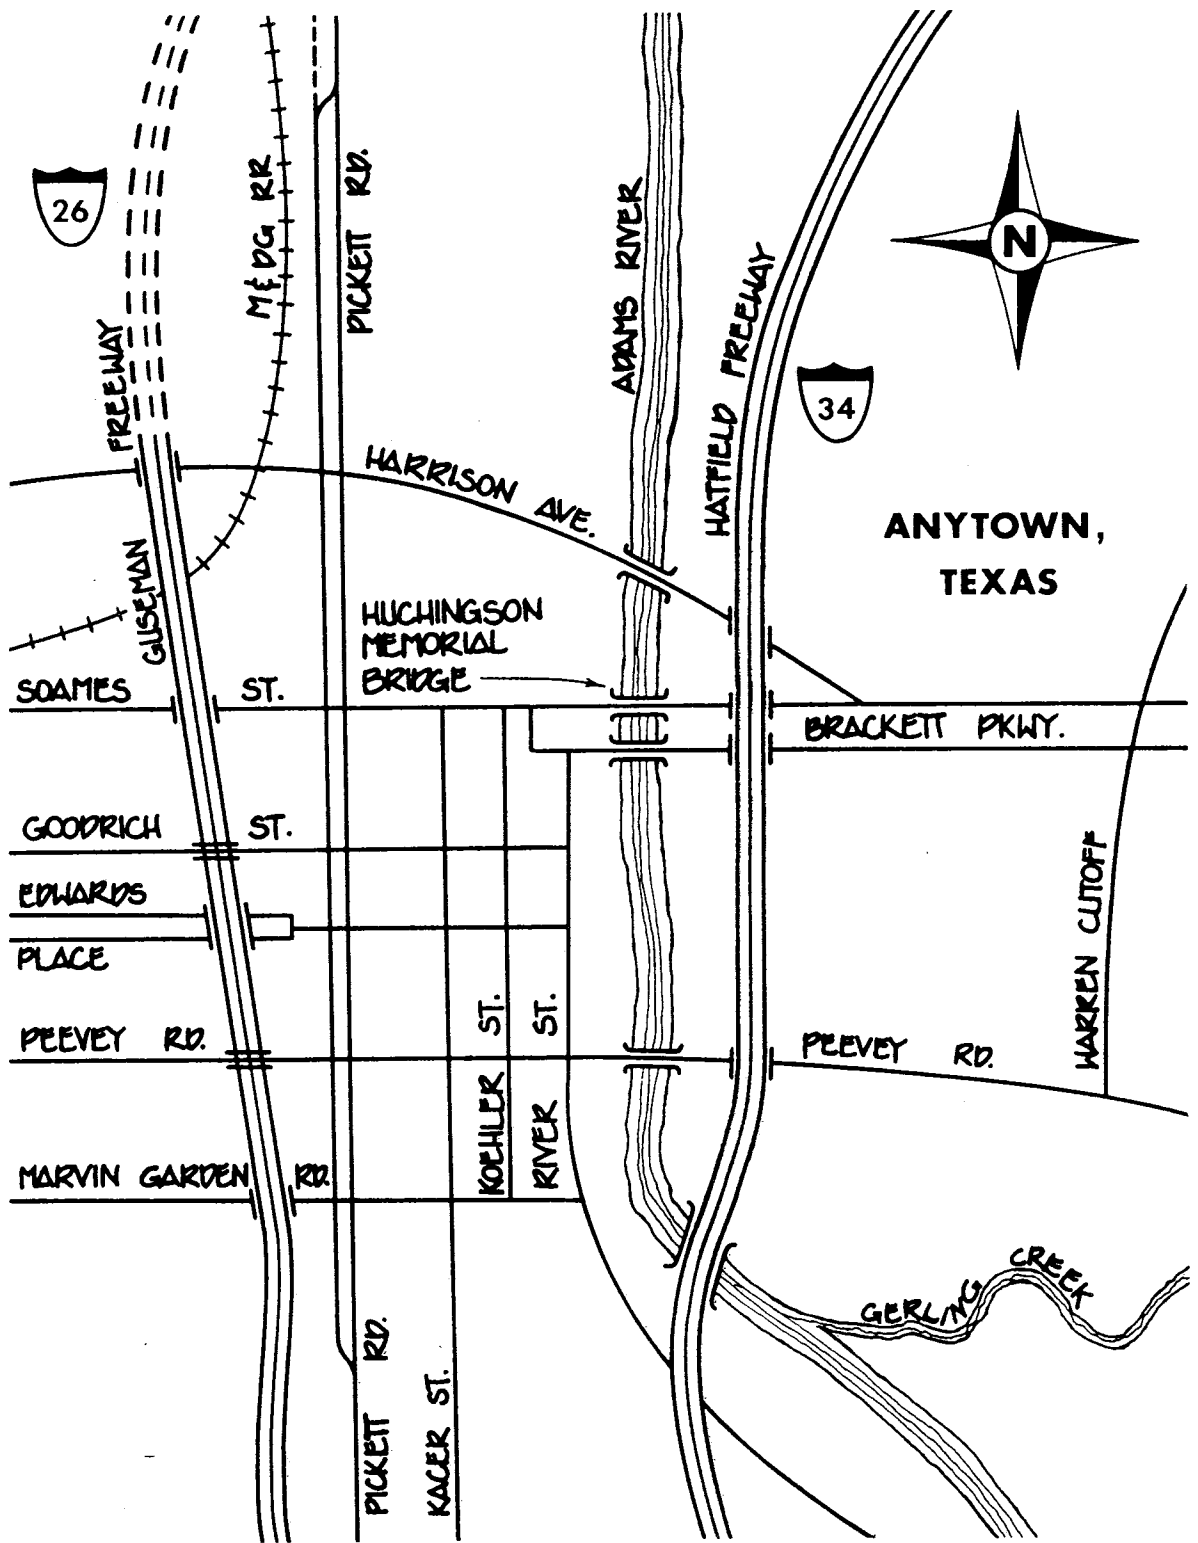 26
M&DG RR
PICKETT RD.
ADAMS RIVER
HATFIELD FREEWAY
N
34
GUSEMAN FREEWAY
HARRISON AVE.
ANYTOWN,
TEXAS
HUCHINGSON
MEMORIAL
BRIDGE
SOAMES ST.
BRACKETT PKWY.
GOODRICH ST.
EDWARDS
PLACE
WARREN CUTOFF
PEEVEY RD.
PEEVEY RD.
KOEHLER ST.
RIVER ST.
MARVIN GARDEN RD.
GERLING CREEK
PICKETT RD.
KACER ST.